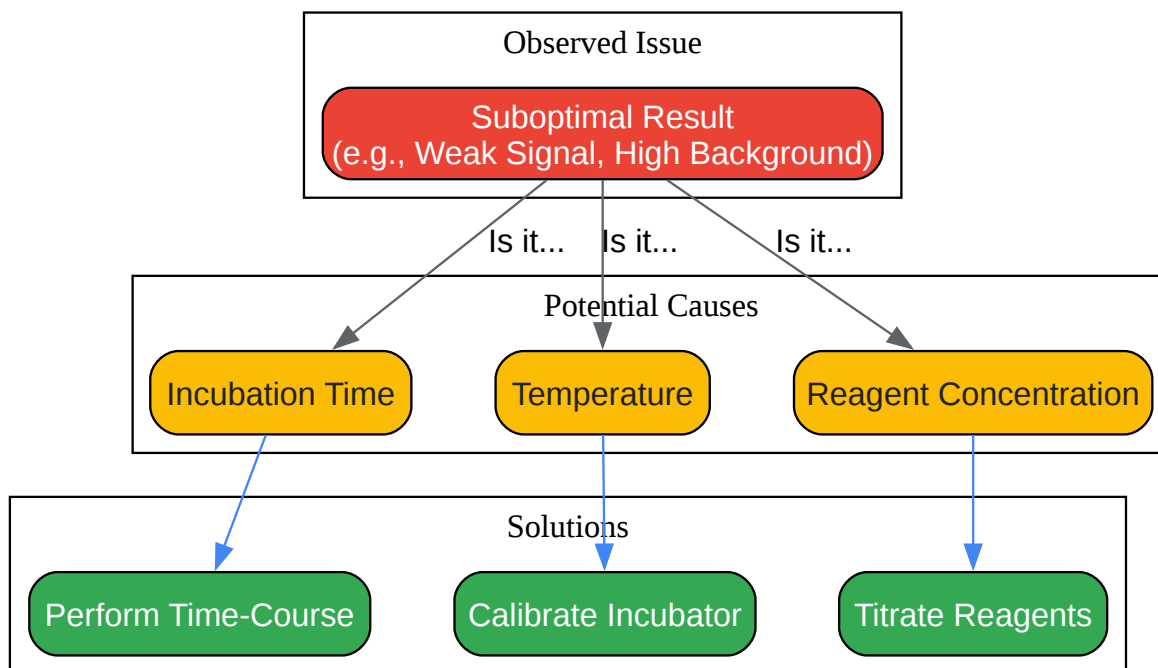 Observed Issue
Suboptimal Result
(e.g., Weak Signal, High Background)
Is it...
Is it...
Is it...
Potential Causes
Incubation Time
Temperature
Reagent Concentration
Solutions
Perform Time-Course
Calibrate Incubator
Titrate Reagents